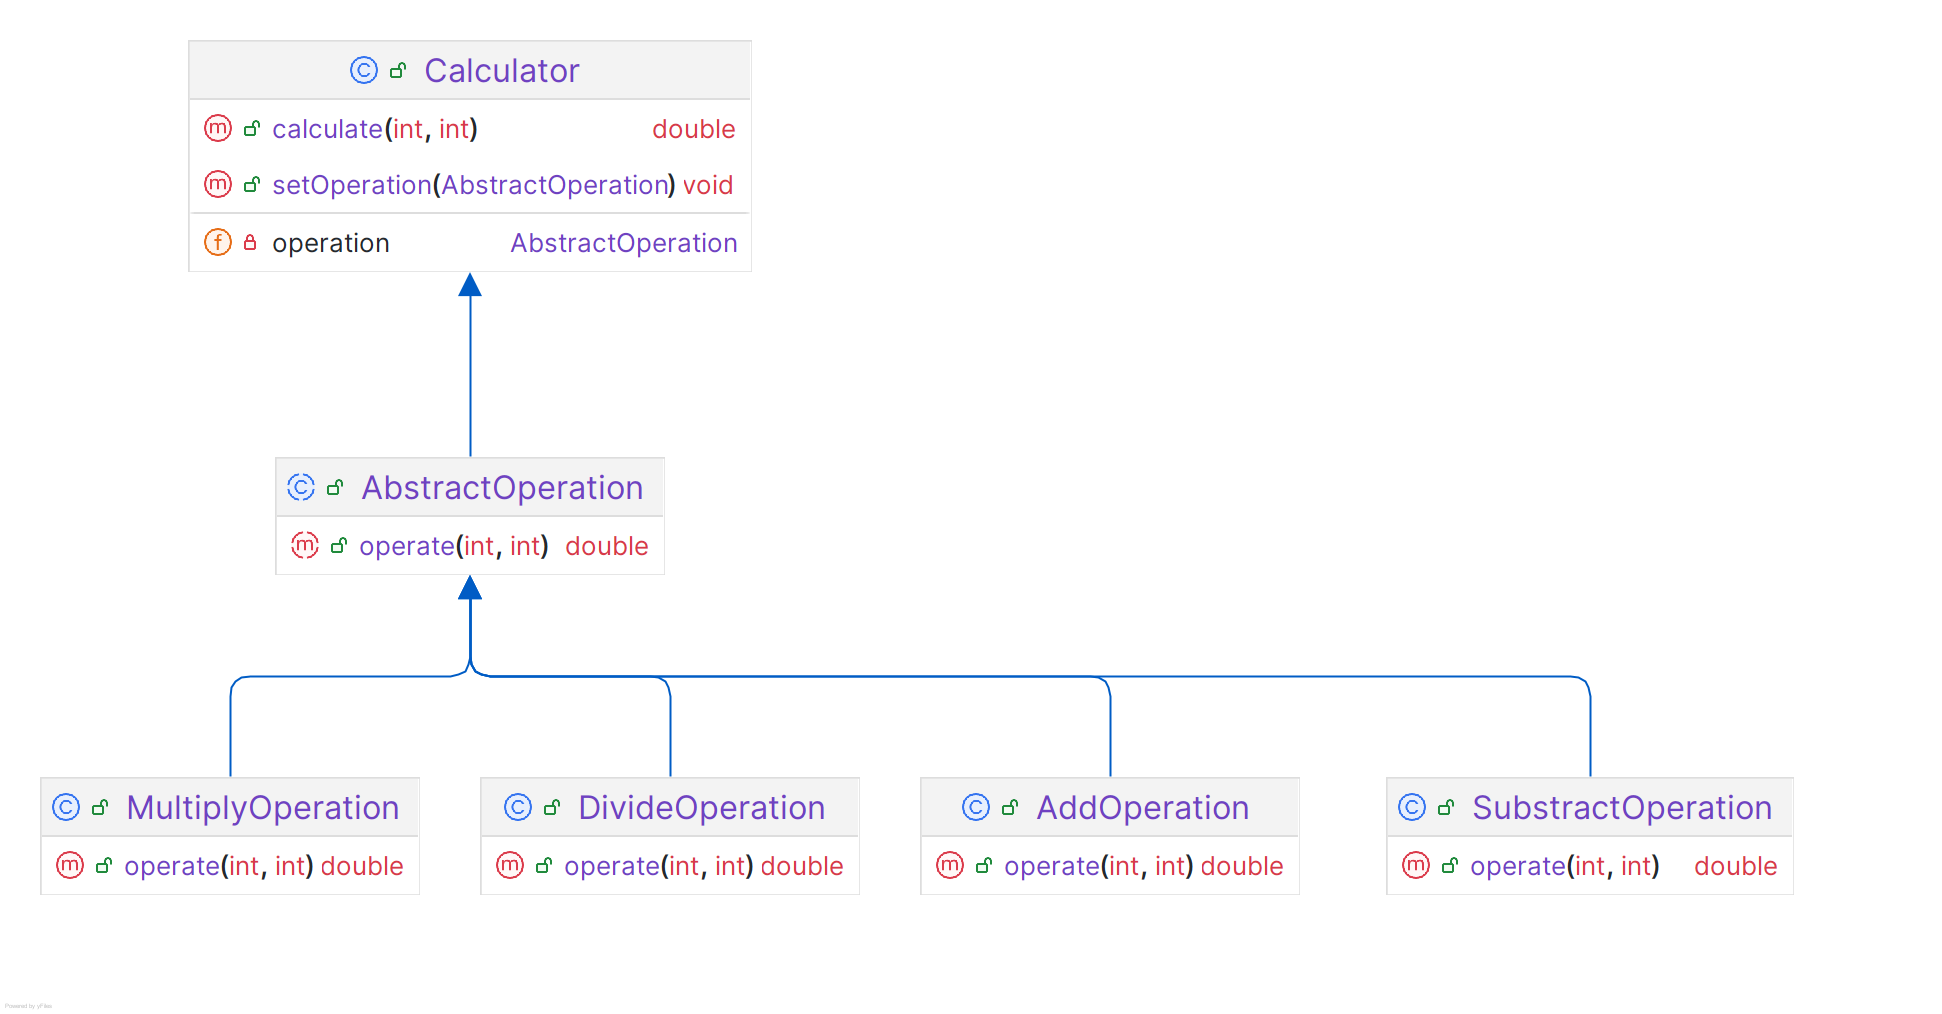 Calculator
calculate(int, int) double
setOperation(AbstractOperation) void
operation AbstractOperation
AbstractOperation
operate(int, int) double
MultiplyOperation
operate(int, int) double
DivideOperation
operate(int, int) double
AddOperation
operate(int, int) double
SubstractOperation
operate(int, int) double
Powered by yFiles